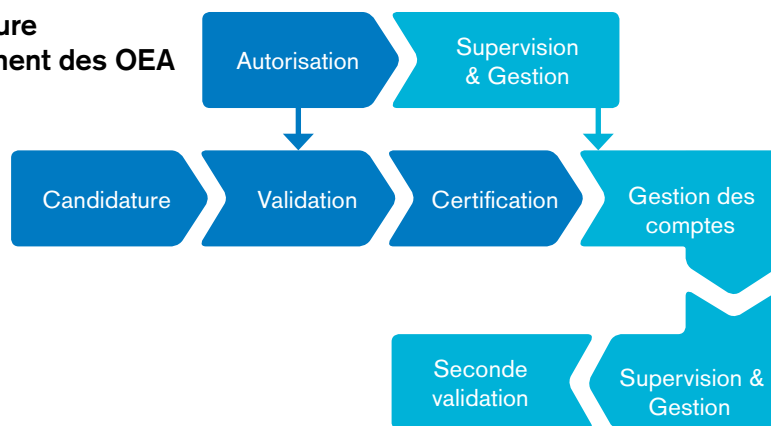 ure
ment des OEA
Autorisation
Supervision
& Gestion
Candidature
Validation
Certification
Gestion des
comptes
Seconde
validation
Supervision &
Gestion